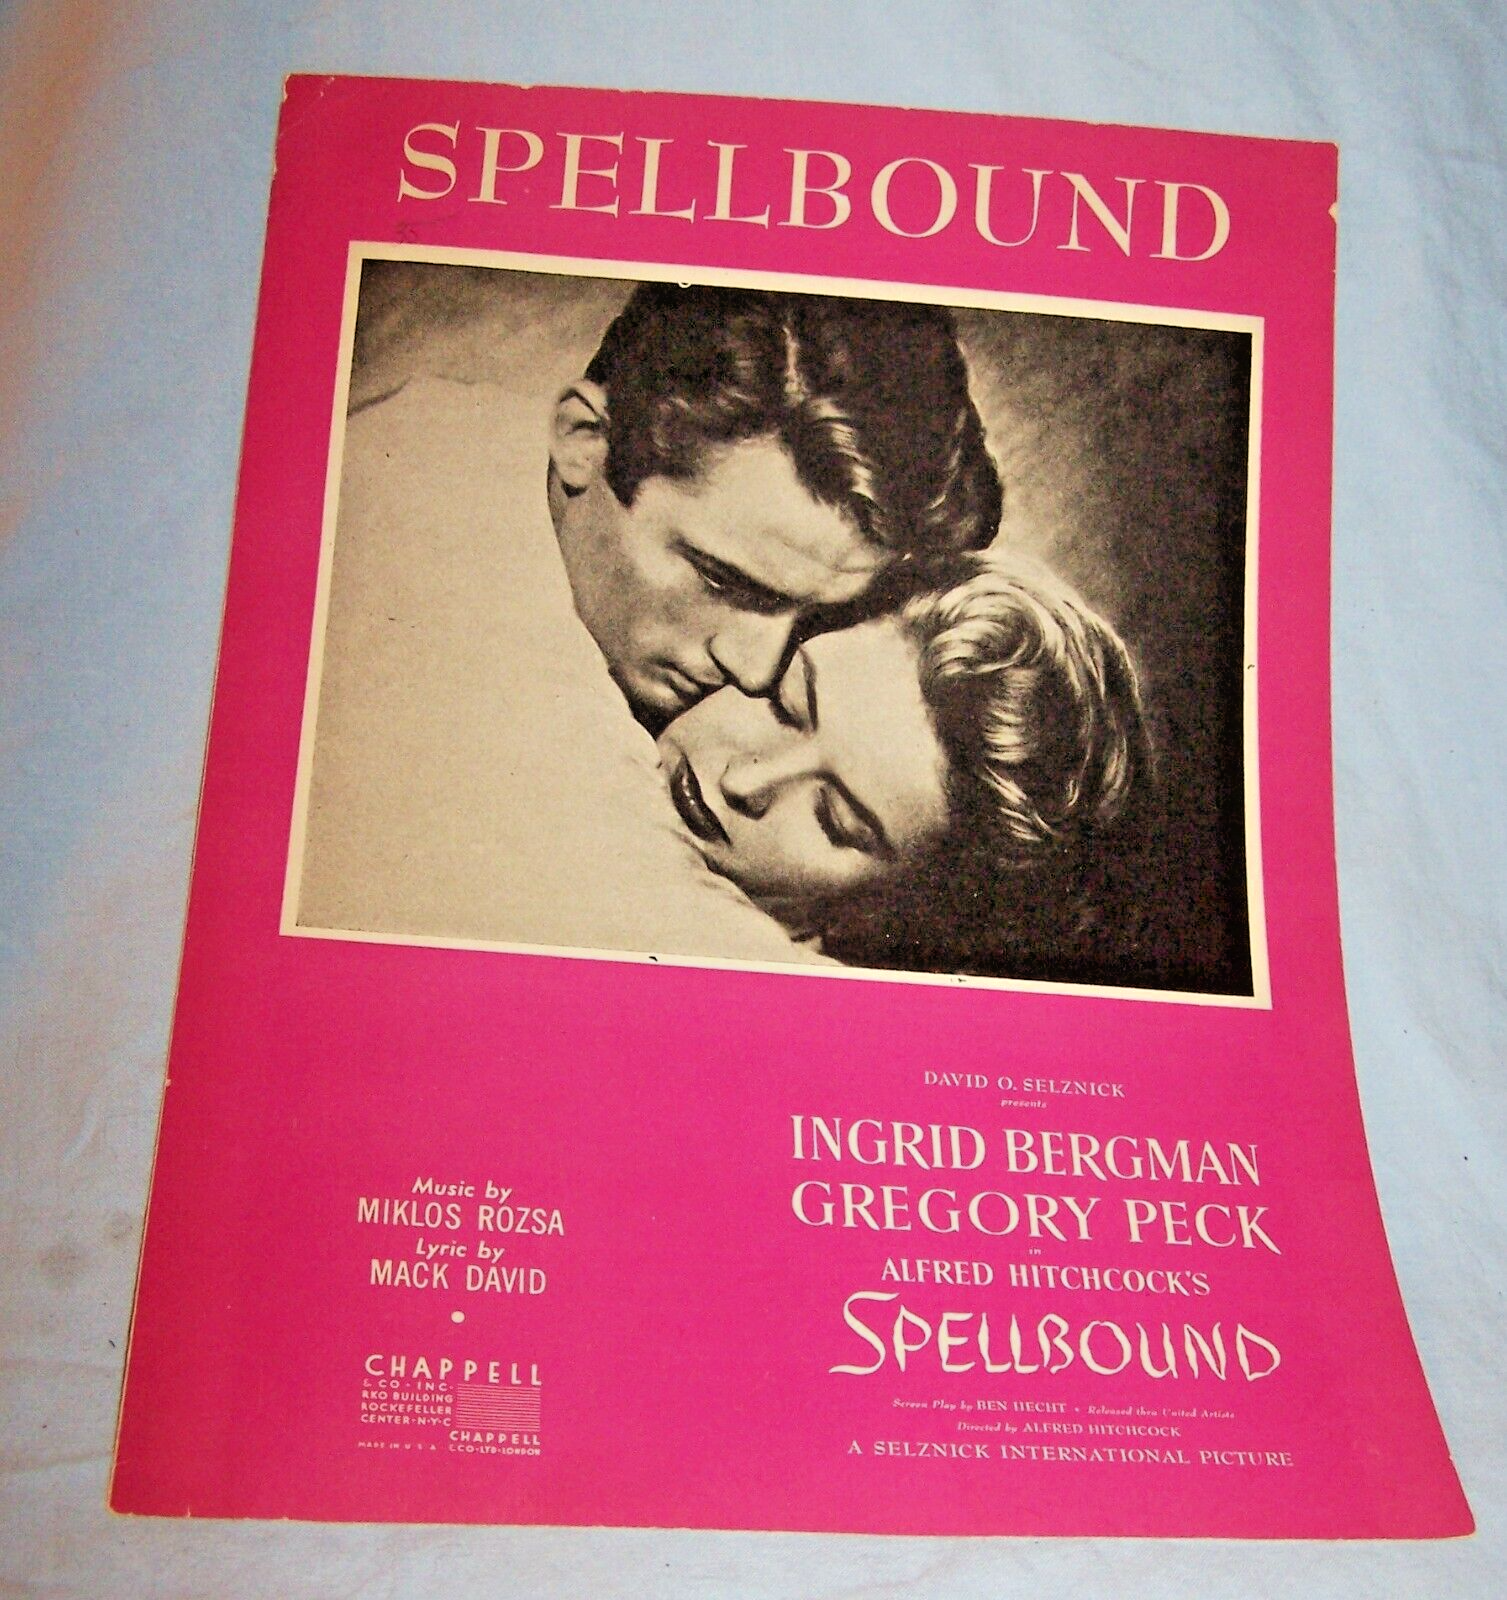 SPELLBOUND
35
DAVID O. SELZNICK
presents
INGRID BERGMAN
GREGORY PECK
in
ALFRED HITCHCOCK'S
SPELLBOUND
Screen Play by BEN HECHT • Released thru United Artists
Directed by ALFRED HITCHCOCK
A SELZNICK INTERNATIONAL PICTURE
Music by
MIKLOS ROZSA
Lyric by
MACK DAVID
CHAPPELL
& CO · INC ·
RKO BUILDING
ROCKEFELLER
CENTER · N · Y · C
CHAPPELL
MADE IN U S A & CO · LTD · LONDON